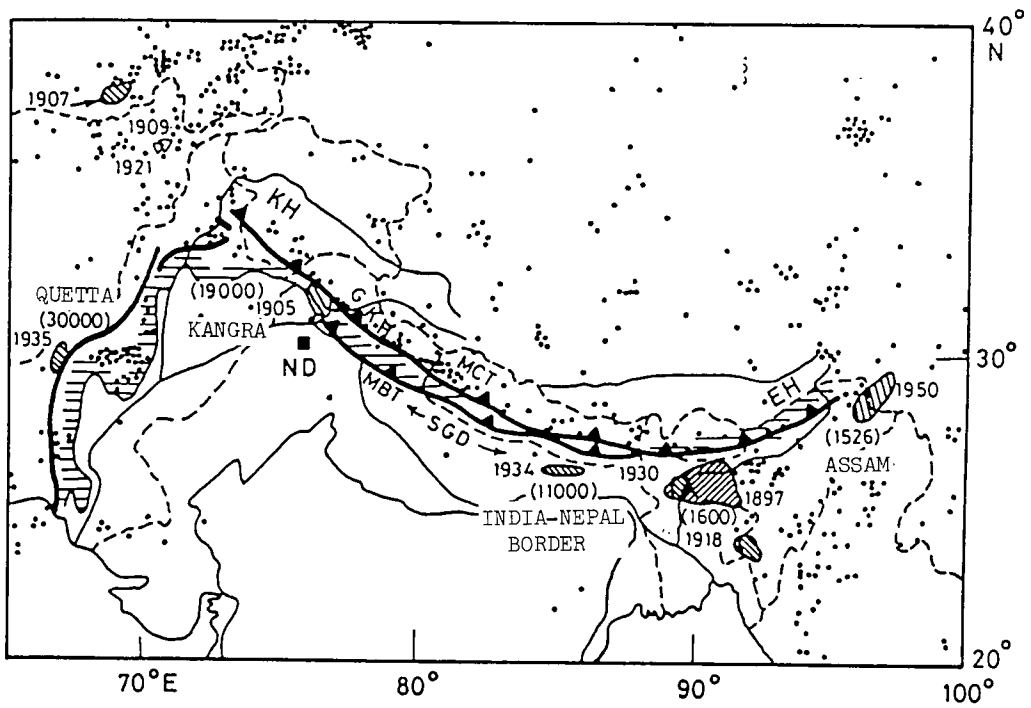 40°
N
1907
1909
1921
KH
QUETTA
(30000)
1935
(19000)
1905
KANGRA
GKH
ND
MCT
30°
MBT
SGD
EH
1950
(1526)
ASSAM
1934
(11000)
1930
1897
(1600)
1918
INDIA-NEPAL
BORDER
20°
70°E
80°
90°
100°